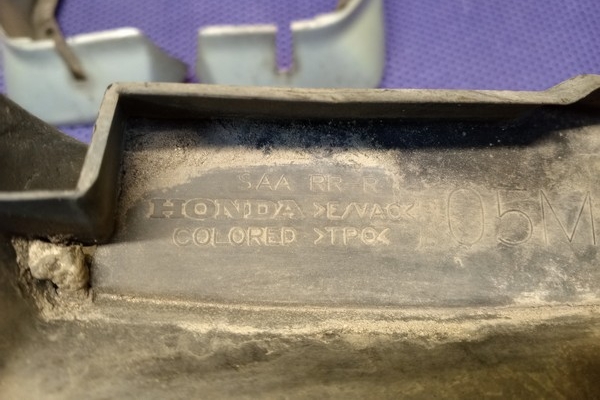 SAA RR R
HONDA >E/VAC<
COLORED >TPO<
05M